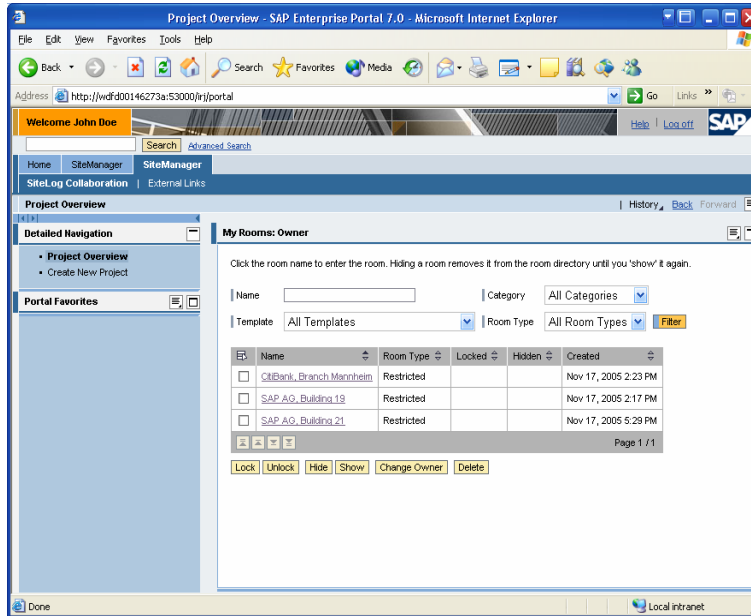 Project Overview - SAP Enterprise Portal 7.0 - Microsoft Internet Explorer
File Edit View Favorites Tools Help
Back Search Favorites Media
Address http://wdfd00146273a:53000/irj/portal Go Links »
Welcome John Doe Help | Log off SAP
Search Advanced Search
Home SiteManager SiteManager
SiteLog Collaboration | External Links
Project Overview | History Back Forward
Detailed Navigation
My Rooms: Owner
Project Overview
Create New Project
Portal Favorites
Click the room name to enter the room. Hiding a room removes it from the room directory until you 'show' it again.
Name Category All Categories
Template All Templates Room Type All Room Types Filter
Name Room Type Locked Hidden Created
CitiBank, Branch Mannheim Restricted Nov 17, 2005 2:23 PM
SAP AG, Building 19 Restricted Nov 17, 2005 2:17 PM
SAP AG, Building 21 Restricted Nov 17, 2005 5:29 PM
Page 1 / 1
Lock Unlock Hide Show Change Owner Delete
Done Local intranet